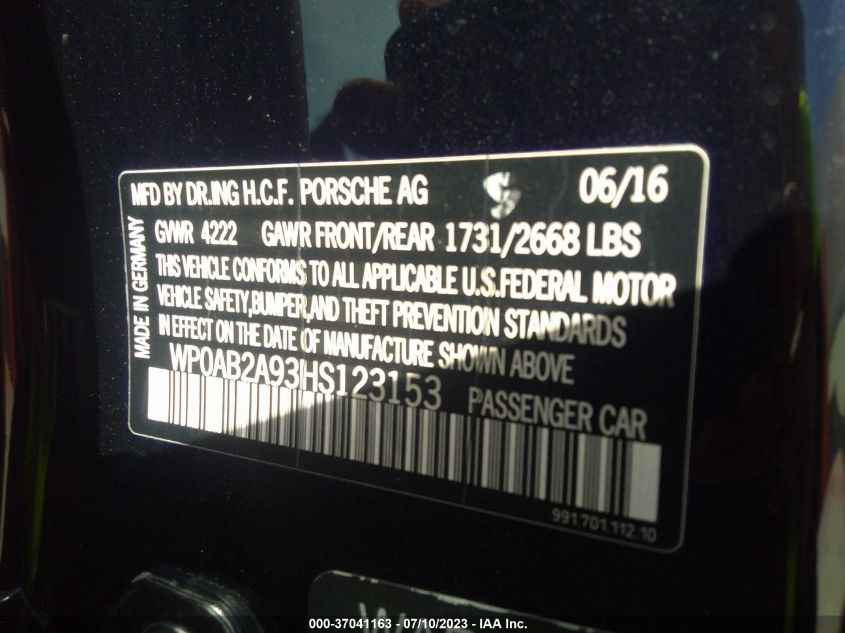 MFD BY DR.ING H.C.F. PORSCHE AG 06/16
GVWR 4222 GAWR FRONT/REAR 1731/2668 LBS
THIS VEHICLE CONFORMS TO ALL APPLICABLE U.S.FEDERAL MOTOR
VEHICLE SAFETY,BUMPER,AND THEFT PREVENTION STANDARDS
IN EFFECT ON THE DATE OF MANUFACTURE SHOWN ABOVE
MADE IN GERMANY
WP0AB2A93HS123153 PASSENGER CAR
991.701.112.10
000-37041163 - 07/10/2023 - IAA Inc.